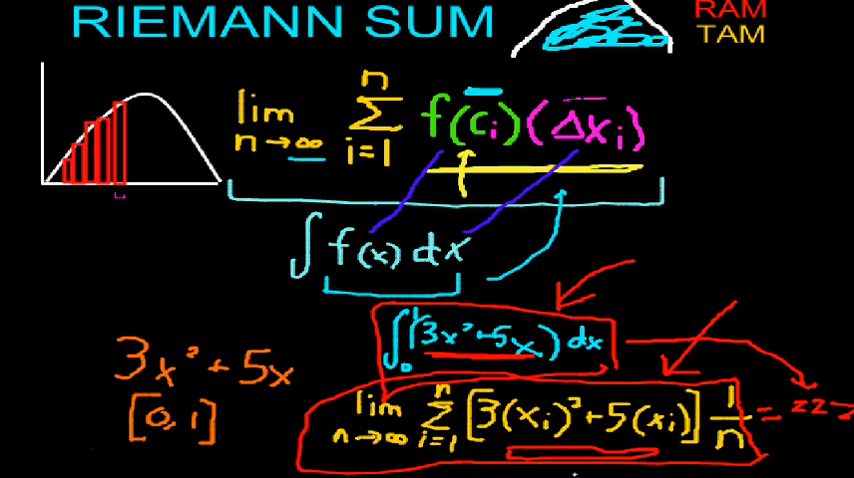 RIEMANN SUM
RAM
TAM
lim n→∞ n Σ i=1 f(ci)(Δxi)
∫ f(x) dx
3x²+5x
[0,1]
∫₀¹(3x²+5x) dx
lim n→∞ n Σ i=1 [3(xi)²+5(xi)] 1/n =